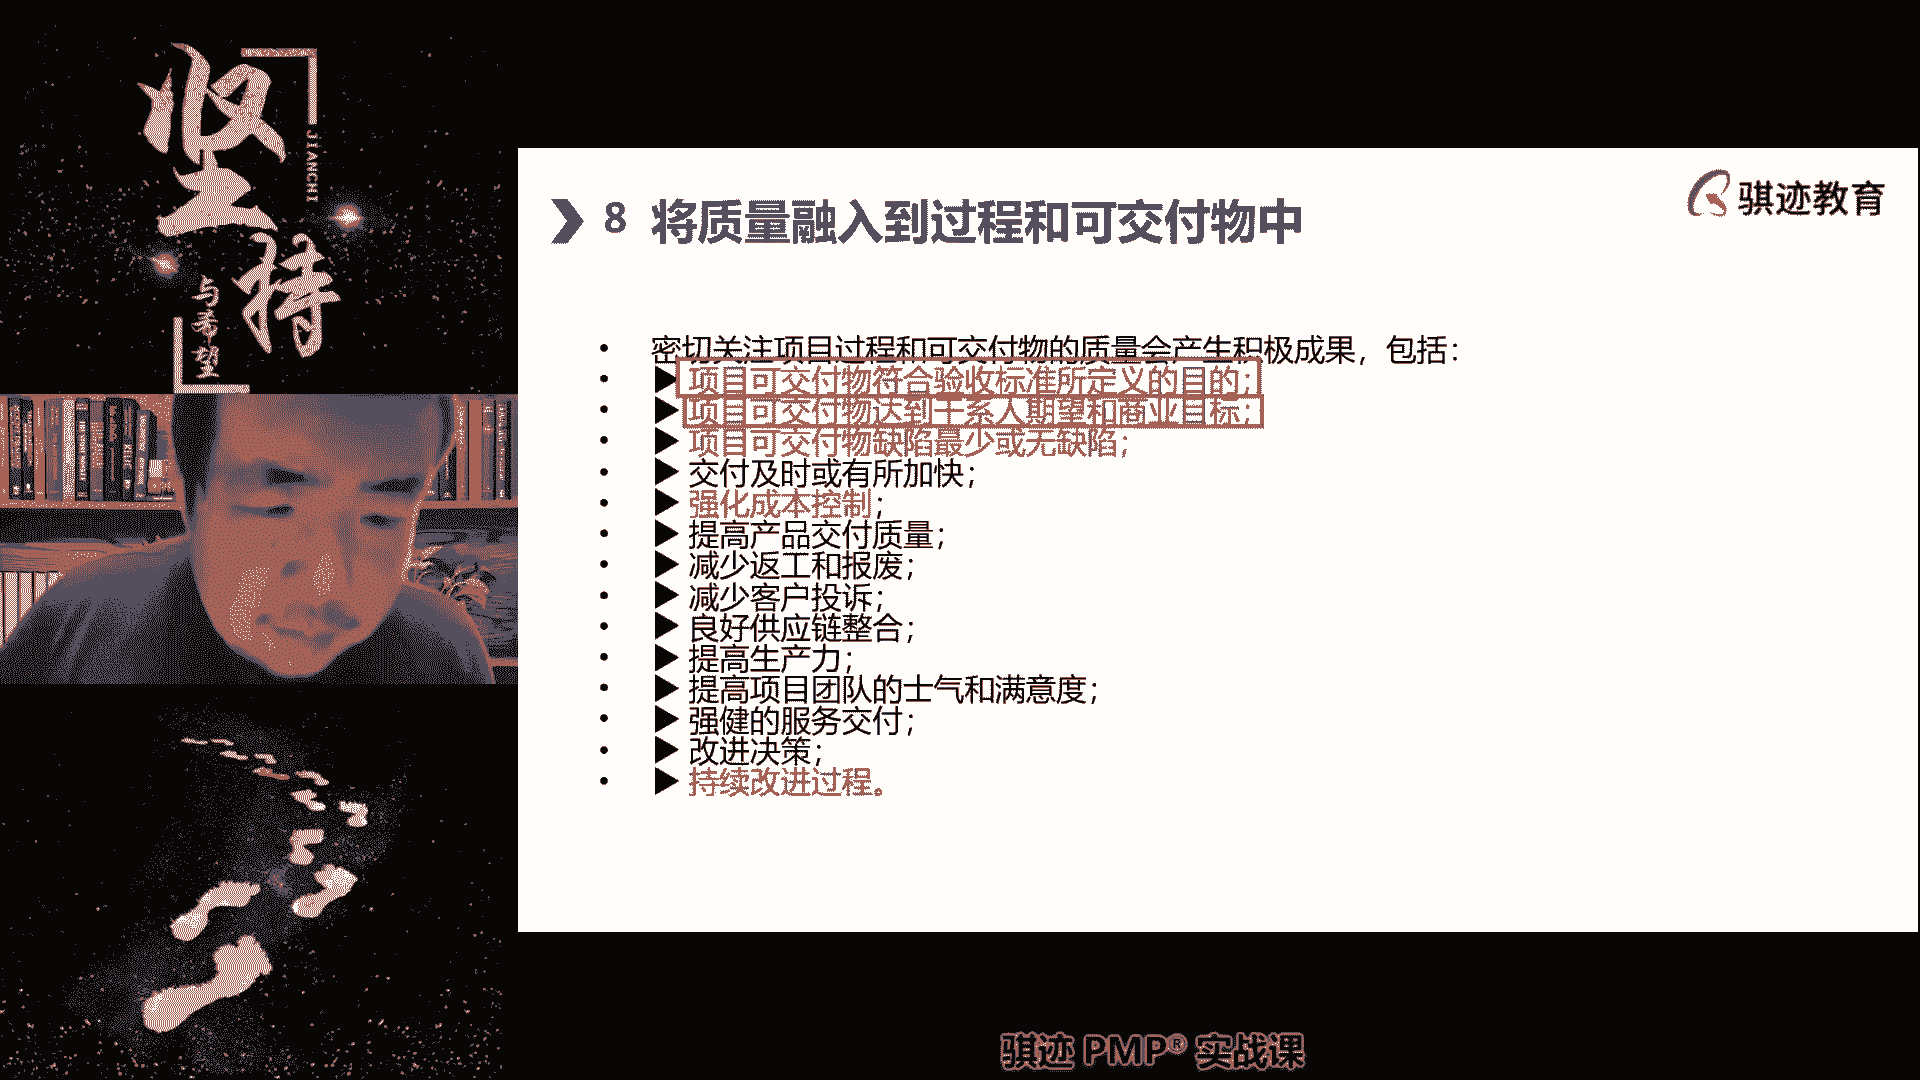 坚持
JIANCHI
与希望
骐迹教育
8 将质量融入到过程和可交付物中
• 密切关注项目过程和可交付物的质量会产生积极成果，包括：
• ▶ 项目可交付物符合验收标准所定义的目的；
• ▶ 项目可交付物达到干系人期望和商业目标；
• ▶ 项目可交付物缺陷最少或无缺陷；
• ▶ 交付及时或有所加快；
• ▶ 强化成本控制；
• ▶ 提高产品交付质量；
• ▶ 减少返工和报废；
• ▶ 减少客户投诉；
• ▶ 良好供应链整合；
• ▶ 提高生产力；
• ▶ 提高项目团队的士气和满意度；
• ▶ 强健的服务交付；
• ▶ 改进决策；
• ▶ 持续改进过程。
骐迹 PMP® 实战课